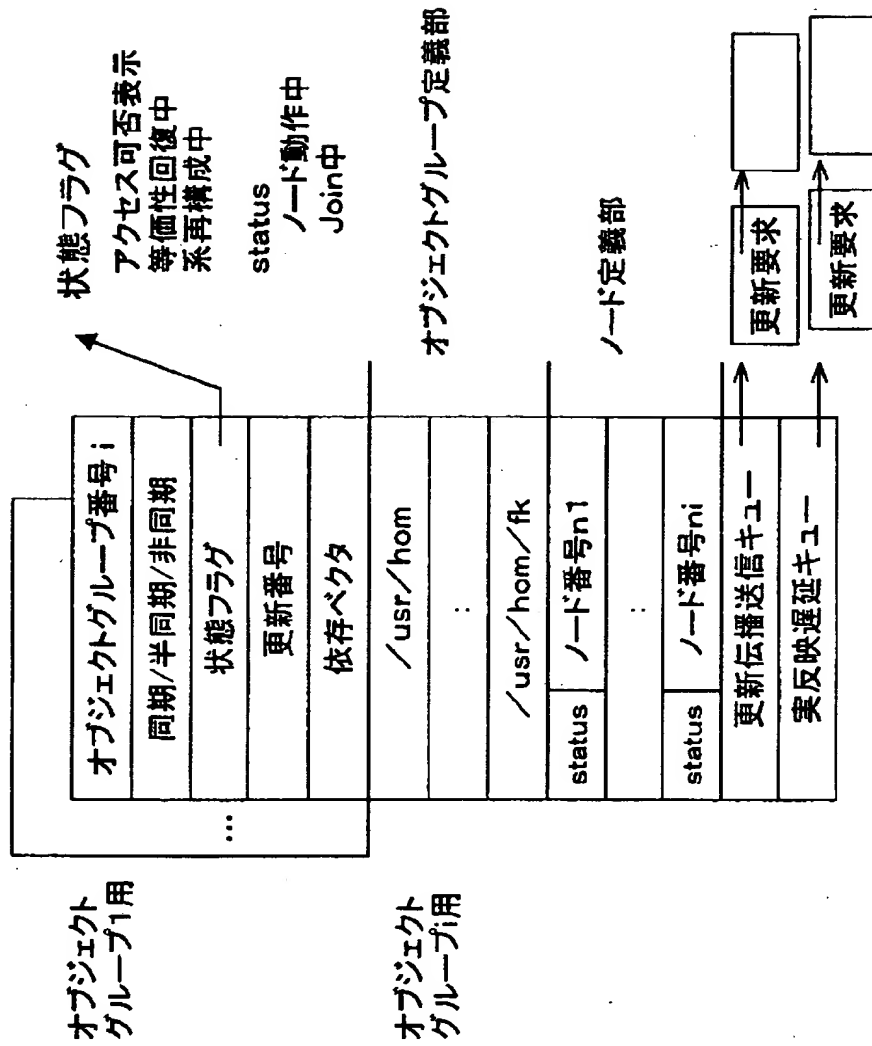 オブジェクト
グループ1用
…
オブジェクト
グループi用
オブジェクトグループ番号 i
同期/半同期/非同期
状態フラグ
更新番号
依存ベクタ
/usr/hom
:
/usr/hom/fk
status ノード番号n1
:
status ノード番号ni
更新伝播送信キュー
実反映遅延キュー
状態フラグ
アクセス可否表示
等価性回復中
系再構成中
status
ノード動作中
Join中
オブジェクトグループ定義部
ノード定義部
更新要求
更新要求